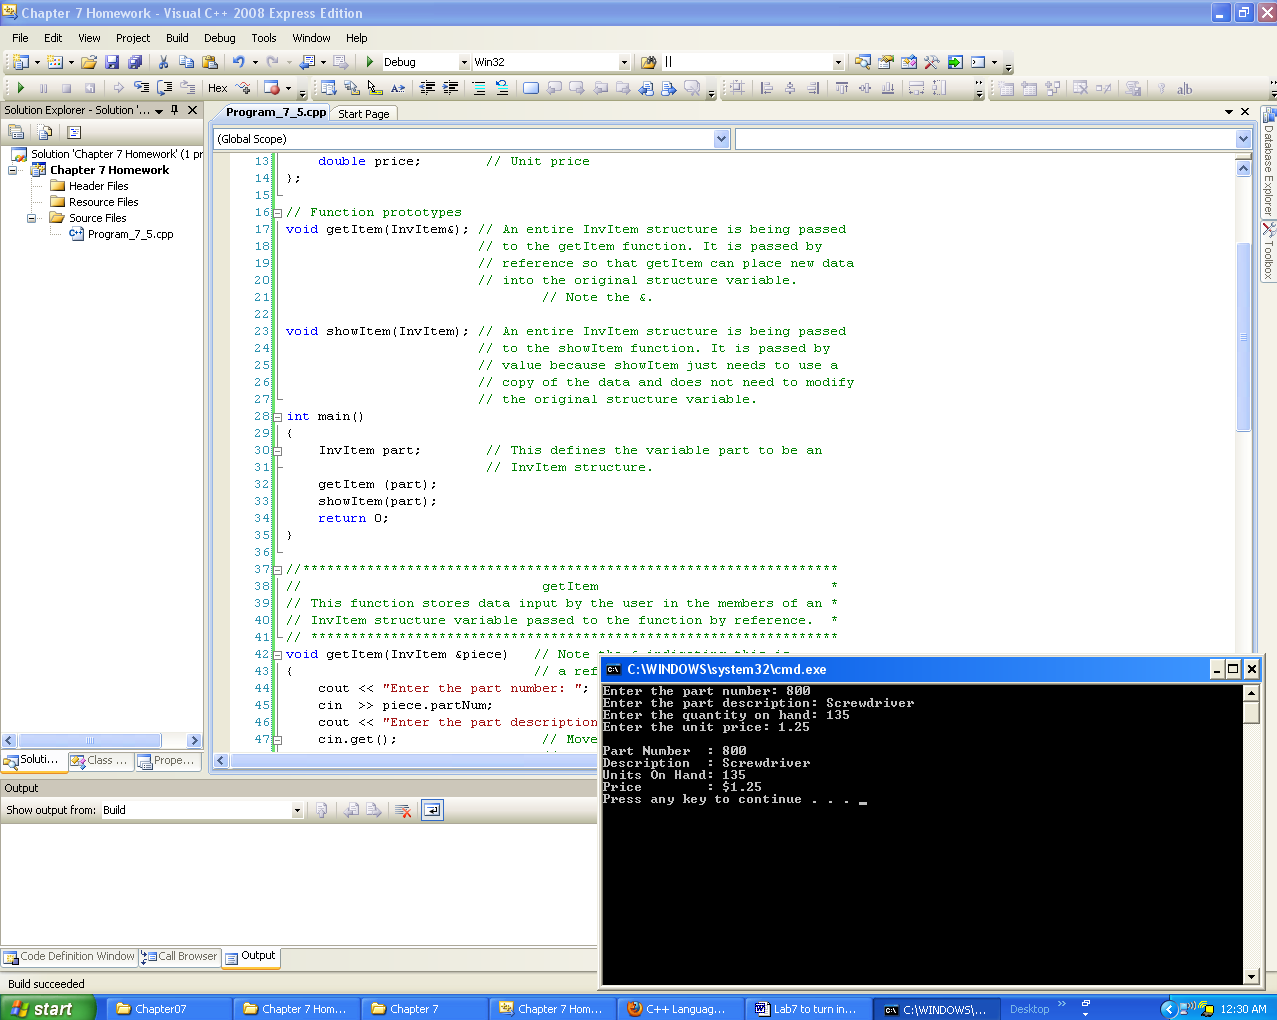 Chapter 7 Homework - Visual C++ 2008 Express Edition
File Edit View Project Build Debug Tools Window Help
Debug Win32 ||
Hex
Solution Explorer - Solution '...
Program_7_5.cpp Start Page
(Global Scope)
Solution 'Chapter 7 Homework' (1 pr
Chapter 7 Homework
Header Files
Resource Files
Source Files
Program_7_5.cpp
13 double price; // Unit price
14 };
15
16 // Function prototypes
17 void getItem(InvItem&); // An entire InvItem structure is being passed
18 // to the getItem function. It is passed by
19 // reference so that getItem can place new data
20 // into the original structure variable.
21 // Note the &.
22
23 void showItem(InvItem); // An entire InvItem structure is being passed
24 // to the showItem function. It is passed by
25 // value because showItem just needs to use a
26 // copy of the data and does not need to modify
27 // the original structure variable.
28 int main()
29 {
30 InvItem part; // This defines the variable part to be an
31 // InvItem structure.
32 getItem (part);
33 showItem(part);
34 return 0;
35 }
36
37 //*******************************************************************
38 // getItem *
39 // This function stores data input by the user in the members of an *
40 // InvItem structure variable passed to the function by reference. *
41 // ******************************************************************
42 void getItem(InvItem &piece) // Note the & indicating this is
43 { // a ref
44 cout << "Enter the part number: ";
45 cin >> piece.partNum;
46 cout << "Enter the part description
47 cin.get(); // Move
Database Explorer
Toolbox
Soluti... Class ... Prope...
Output
Show output from: Build
Code Definition Window Call Browser Output
Build succeeded
C:\WINDOWS\system32\cmd.exe
Enter the part number: 800
Enter the part description: Screwdriver
Enter the quantity on hand: 135
Enter the unit price: 1.25
Part Number : 800
Description : Screwdriver
Units On Hand: 135
Price : $1.25
Press any key to continue . . . _
start Chapter07 Chapter 7 Hom... Chapter 7 Chapter 7 Hom... C++ Languag... Lab7 to turn in... C:\WINDOWS\... Desktop 12:30 AM